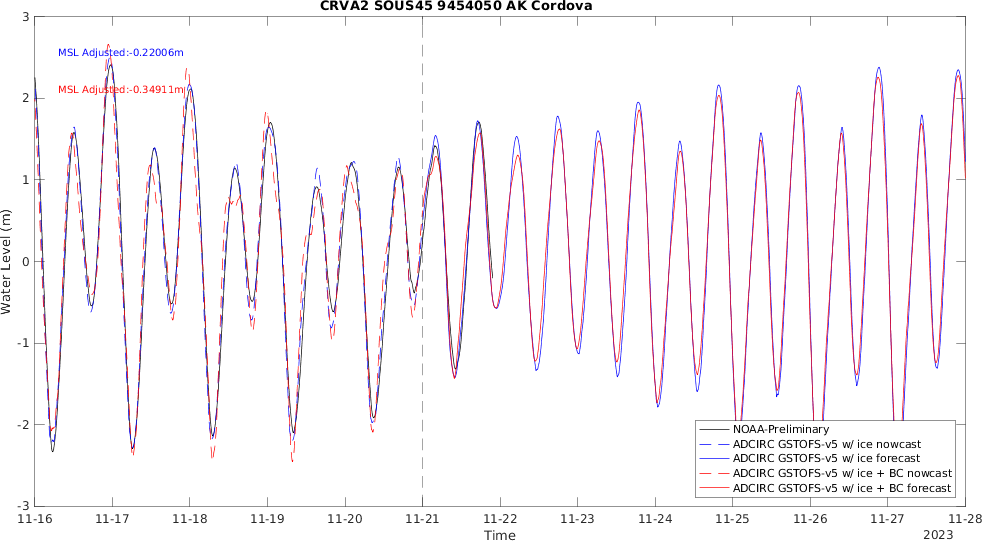 CRVA2 SOUS45 9454050 AK Cordova
MSL Adjusted:-0.22006m
MSL Adjusted:-0.34911m
Water Level (m)
3
2
1
0
-1
-2
-3
NOAA-Preliminary
ADCIRC GSTOFS-v5 w/ ice nowcast
ADCIRC GSTOFS-v5 w/ ice forecast
ADCIRC GSTOFS-v5 w/ ice + BC nowcast
ADCIRC GSTOFS-v5 w/ ice + BC forecast
11-16 11-17 11-18 11-19 11-20 11-21 11-22 11-23 11-24 11-25 11-26 11-27 11-28
Time
2023